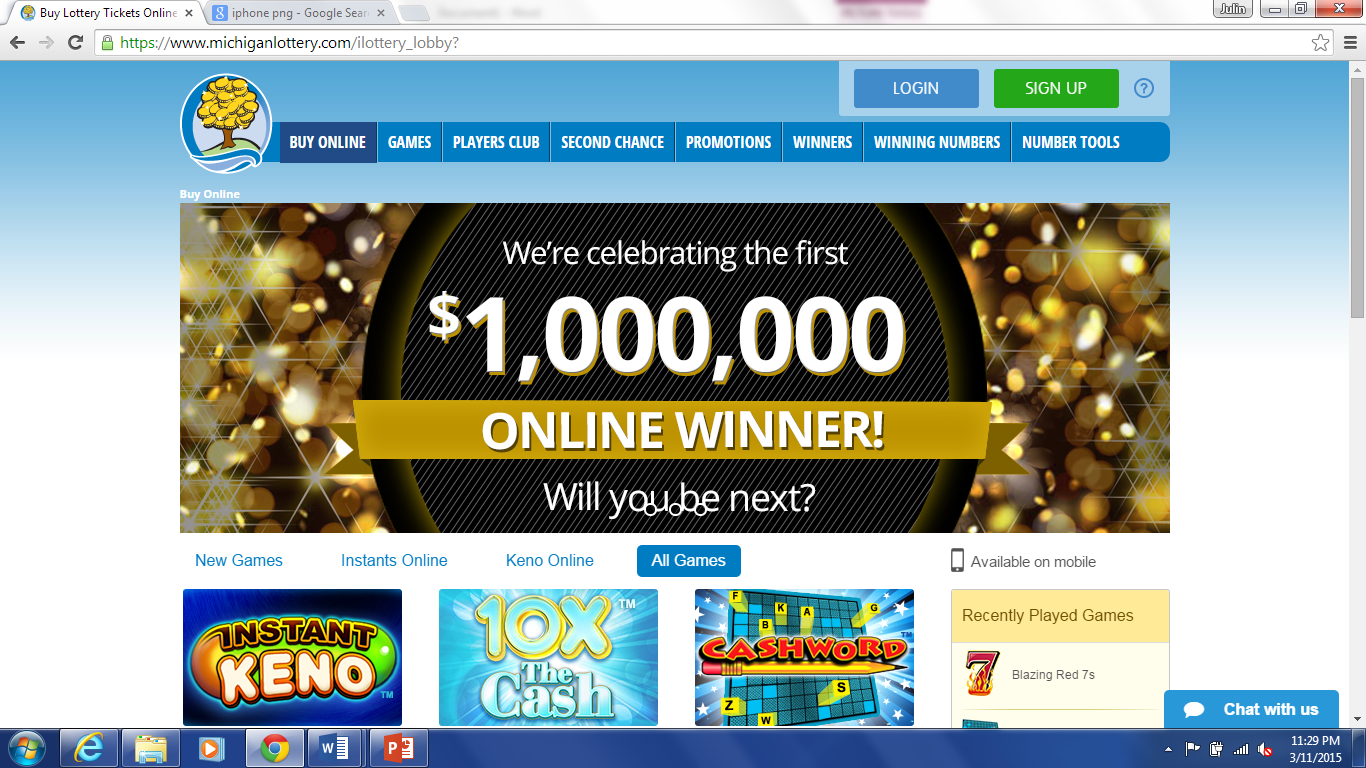 Buy Lottery Tickets Online
iphone png - Google Sear
Julin
https://www.michiganlottery.com/ilottery_lobby?
LOGIN
SIGN UP
?
BUY ONLINE
GAMES
PLAYERS CLUB
SECOND CHANCE
PROMOTIONS
WINNERS
WINNING NUMBERS
NUMBER TOOLS
Buy Online
We're celebrating the first
$1,000,000
ONLINE WINNER!
Will you be next?
New Games
Instants Online
Keno Online
All Games
Available on mobile
INSTANT
KENO™
10X™
The
Cash
F
K
A
G
B
CASHWORD™
S
Z
W
Recently Played Games
7
Blazing Red 7s
Chat with us
11:29 PM
3/11/2015